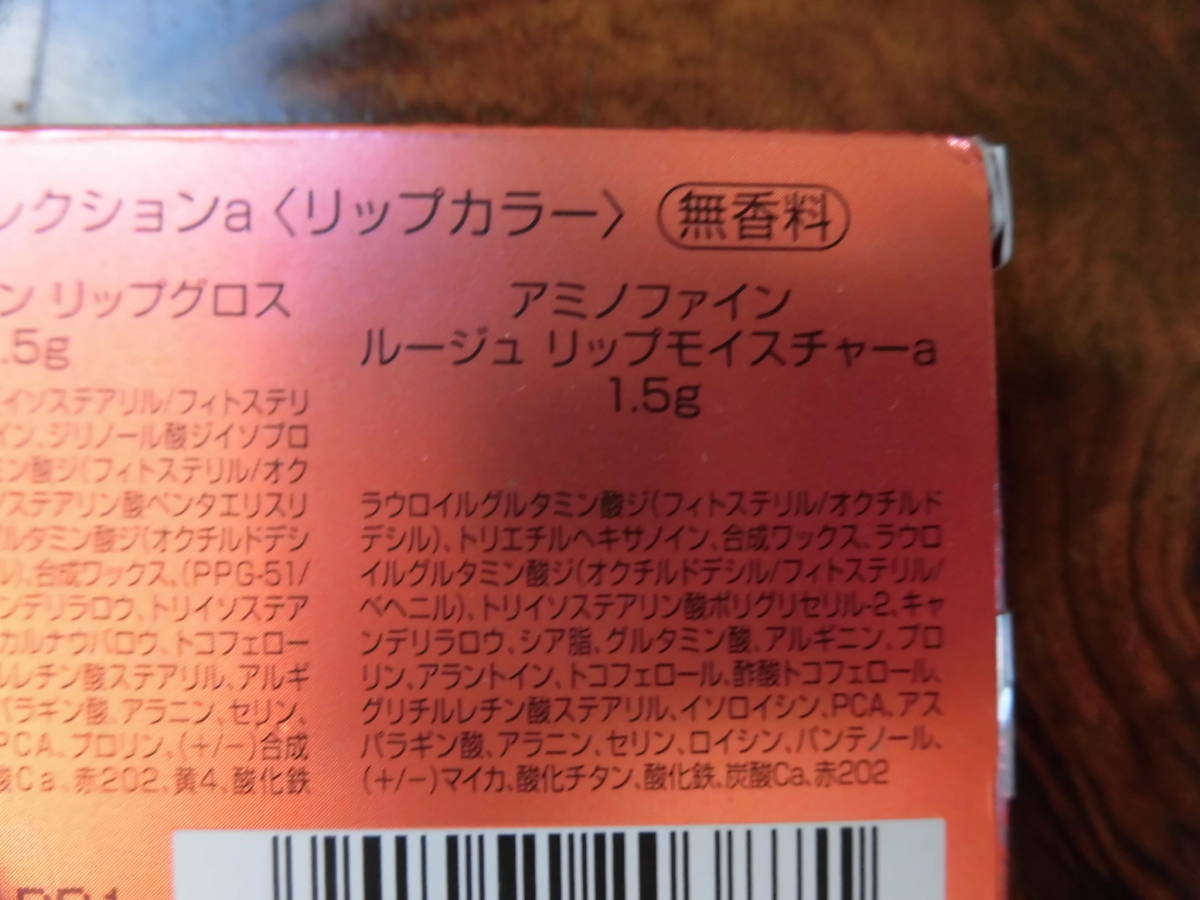 レクションa〈リップカラー〉 無香料
ン リップグロス
.5g
イソステアリル/フィトステリ
イン、ジリノール酸ジイソプロ
ミン酸ジ(フィトステリル/オク
/ステアリン酸ペンタエリスリ
ルタミン酸ジ(オクチルドデシ
ル)、合成ワックス、(PPG-51/
ンデリラロウ、トリイソステア
カルナウバロウ、トコフェロー
ルレチン酸ステアリル、アルギ
パラギン酸、アラニン、セリン、
PCA、プロリン、(+/-)合成
酸Ca、赤202、黄4、酸化鉄
アミノファイン
ルージュ リップモイスチャーa
1.5g
ラウロイルグルタミン酸ジ(フィトステリル/オクチルド
デシル)、トリエチルヘキサノイン、合成ワックス、ラウロ
イルグルタミン酸ジ(オクチルドデシル/フィトステリル/
ベヘニル)、トリイソステアリン酸ポリグリセリル-2、キャ
ンデリラロウ、シア脂、グルタミン酸、アルギニン、プロ
リン、アラントイン、トコフェロール、酢酸トコフェロール、
グリチルレチン酸ステアリル、イソロイシン、PCA、アス
パラギン酸、アラニン、セリン、ロイシン、パンテノール、
(+/-)マイカ、酸化チタン、酸化鉄、炭酸Ca、赤202